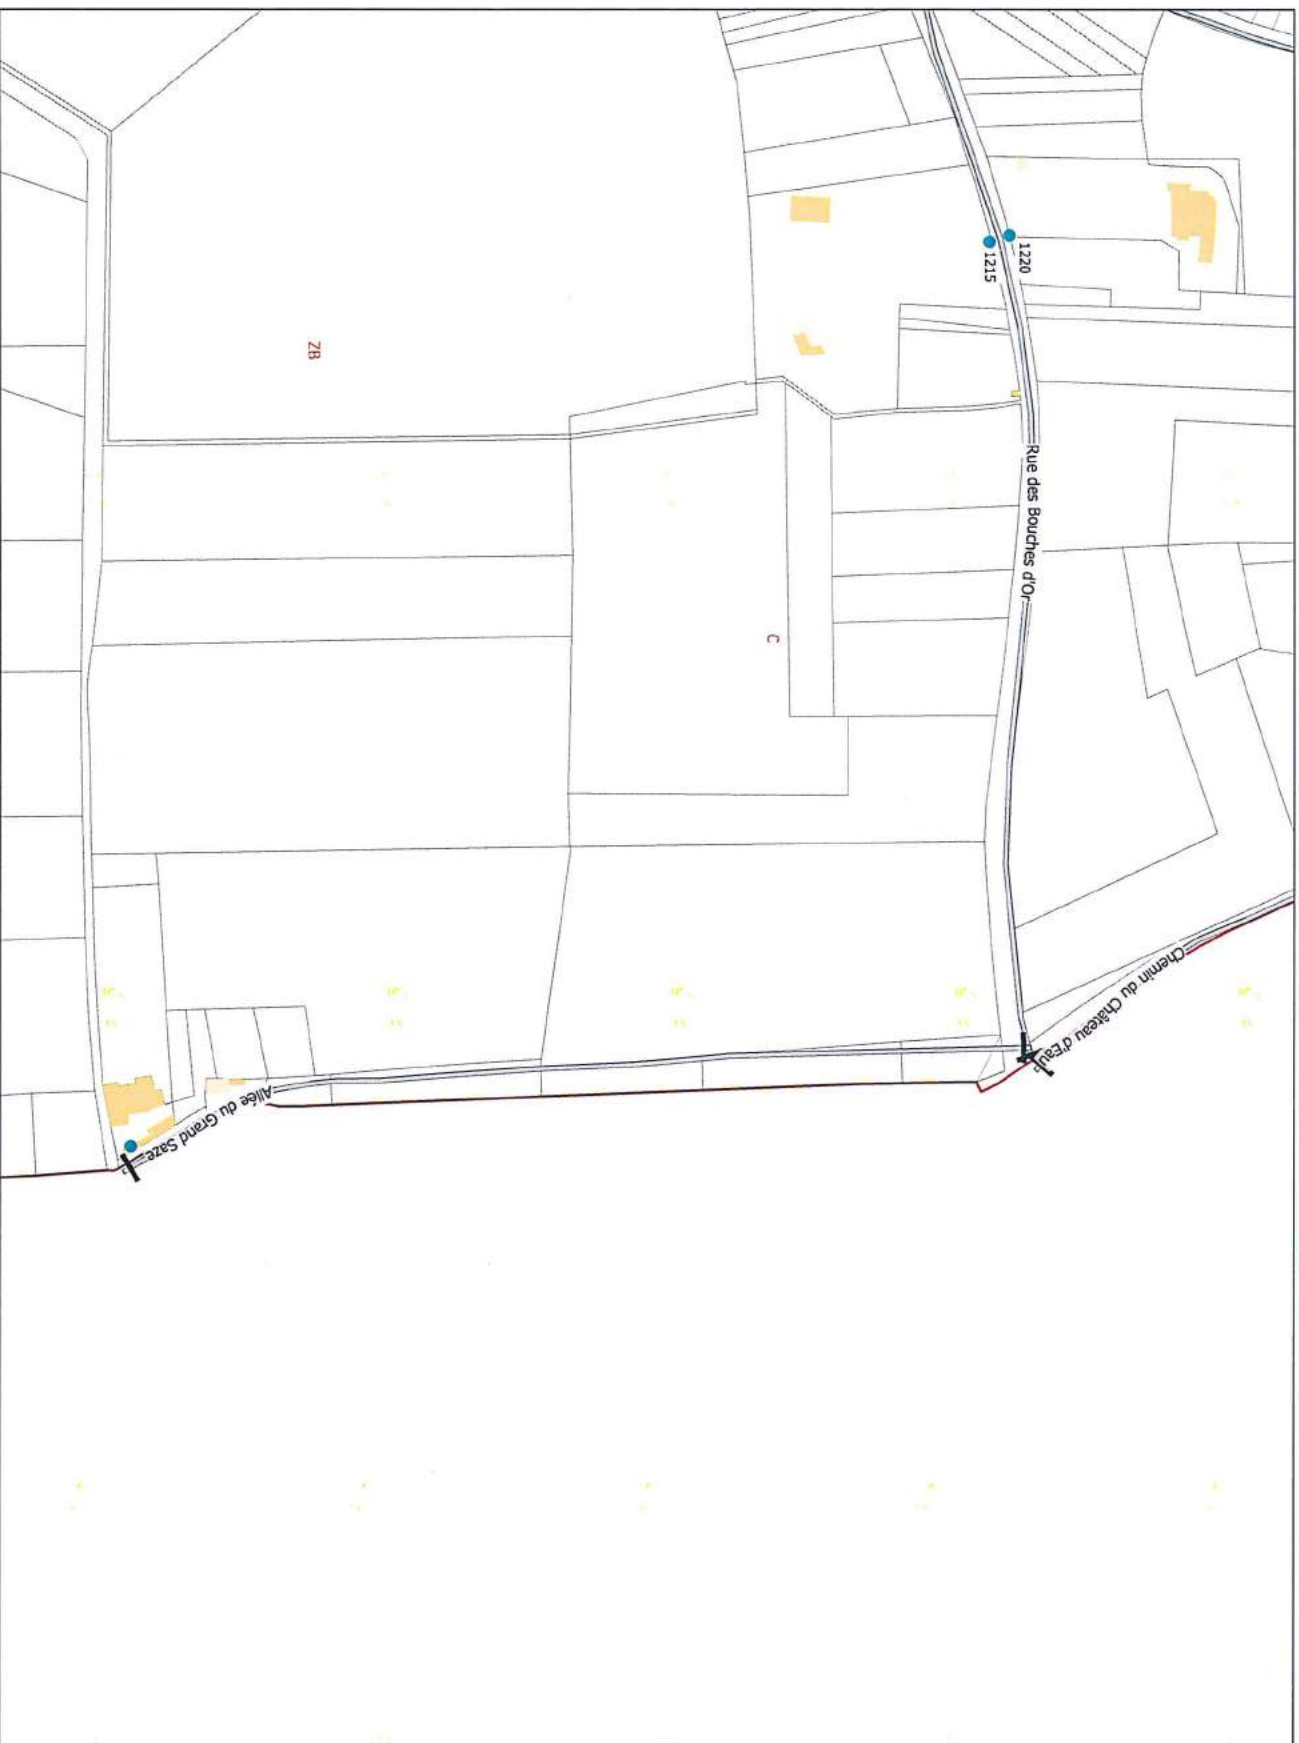 1220
1215
ZB
Rue des Bouches d'Or
C
Chemin du Château d'Eau
Allée du Grand Saze